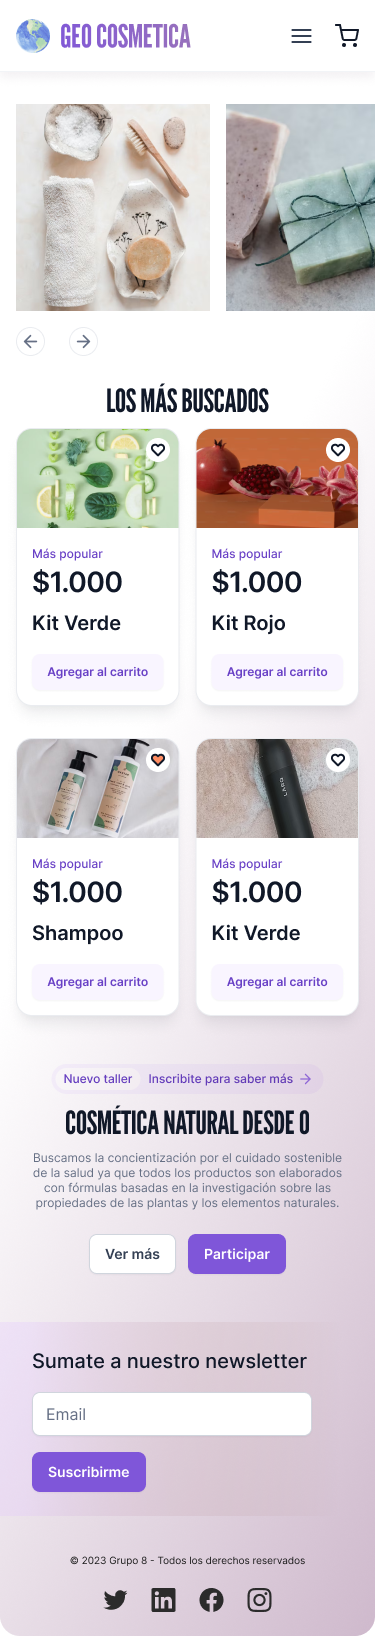 GEO COSMETICA
LOS MÁS BUSCADOS
Más popular
$1.000
Kit Verde
Agregar al carrito
Más popular
$1.000
Kit Rojo
Agregar al carrito
LABO
Más popular
$1.000
Shampoo
Agregar al carrito
Más popular
$1.000
Kit Verde
Agregar al carrito
Nuevo taller Inscribite para saber más
COSMÉTICA NATURAL DESDE 0
Buscamos la concientización por el cuidado sostenible
de la salud ya que todos los productos son elaborados
con fórmulas basadas en la investigación sobre las
propiedades de las plantas y los elementos naturales.
Ver más Participar
Sumate a nuestro newsletter
Email
Suscribirme
© 2023 Grupo 8 - Todos los derechos reservados